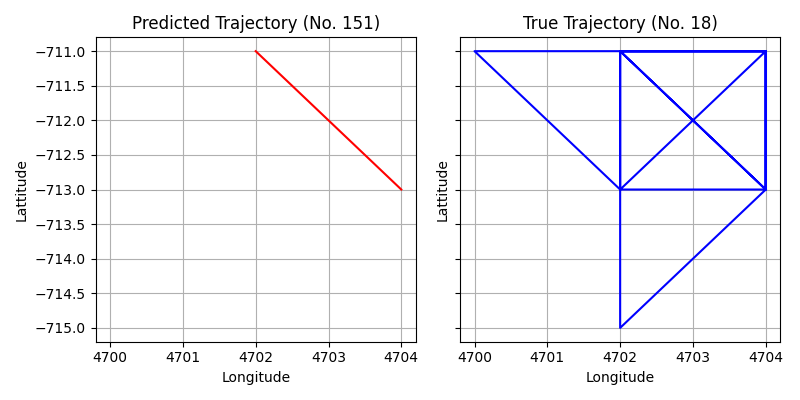 Predicted Trajectory (No. 151)
True Trajectory (No. 18)
−711.0
−711.5
−712.0
−712.5
−713.0
−713.5
−714.0
−714.5
−715.0
Lattitude
Lattitude
4700 4701 4702 4703 4704
4700 4701 4702 4703 4704
Longitude
Longitude